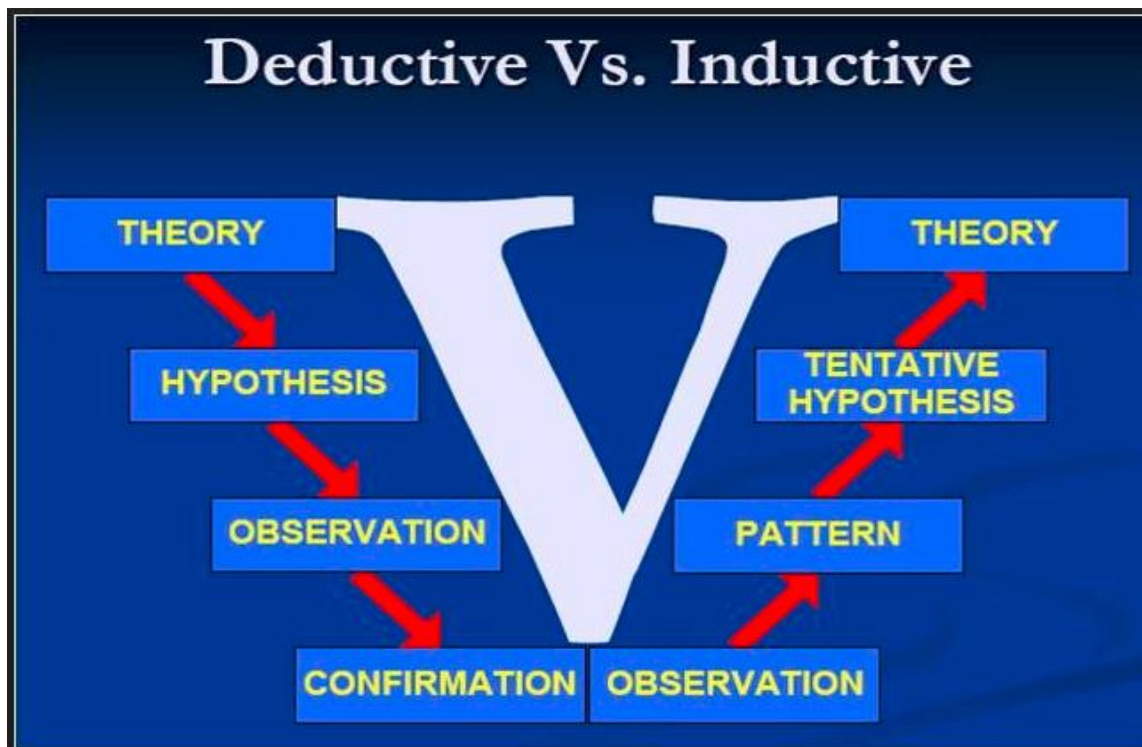 Deductive Vs. Inductive
V
THEORY
HYPOTHESIS
OBSERVATION
CONFIRMATION
THEORY
TENTATIVE
HYPOTHESIS
PATTERN
OBSERVATION